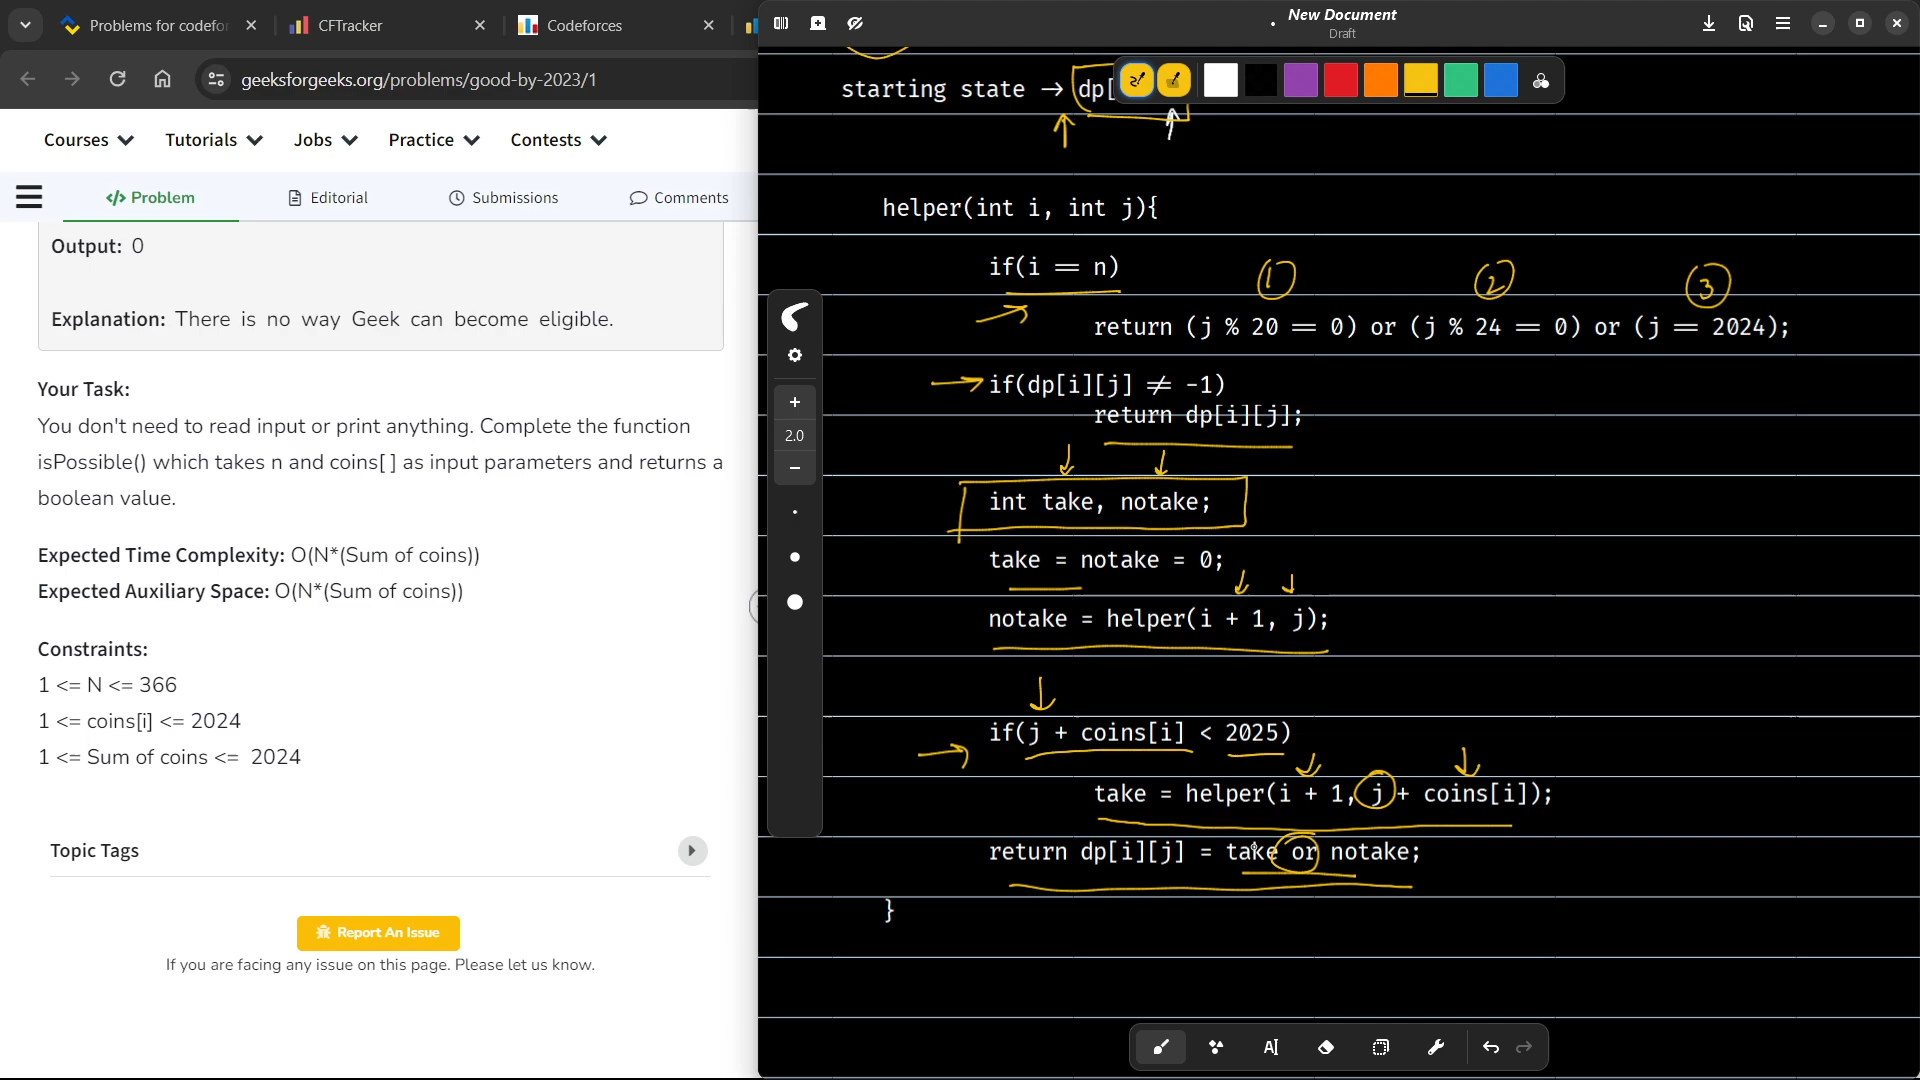 Problems for codefor
CFTracker
Codeforces
geeksforgeeks.org/problems/good-by-2023/1
Courses
Tutorials
Jobs
Practice
Contests
</> Problem
Editorial
Submissions
Comments
Output: 0
Explanation: There is no way Geek can become eligible.
Your Task:
You don't need to read input or print anything. Complete the function
isPossible() which takes n and coins[ ] as input parameters and returns a
boolean value.
Expected Time Complexity: O(N*(Sum of coins))
Expected Auxiliary Space: O(N*(Sum of coins))
Constraints:
1 <= N <= 366
1 <= coins[i] <= 2024
1 <= Sum of coins <= 2024
Topic Tags
Report An Issue
If you are facing any issue on this page. Please let us know.
New Document
Draft
starting state → dp[
helper(int i, int j){
if(i == n)
1 2 3
return (j % 20 == 0) or (j % 24 == 0) or (j == 2024);
if(dp[i][j] ≠ -1)
return dp[i][j];
int take, notake;
take = notake = 0;
notake = helper(i + 1, j);
if(j + coins[i] < 2025)
take = helper(i + 1, j + coins[i]);
return dp[i][j] = take or notake;
}
+
2.0
−
AI